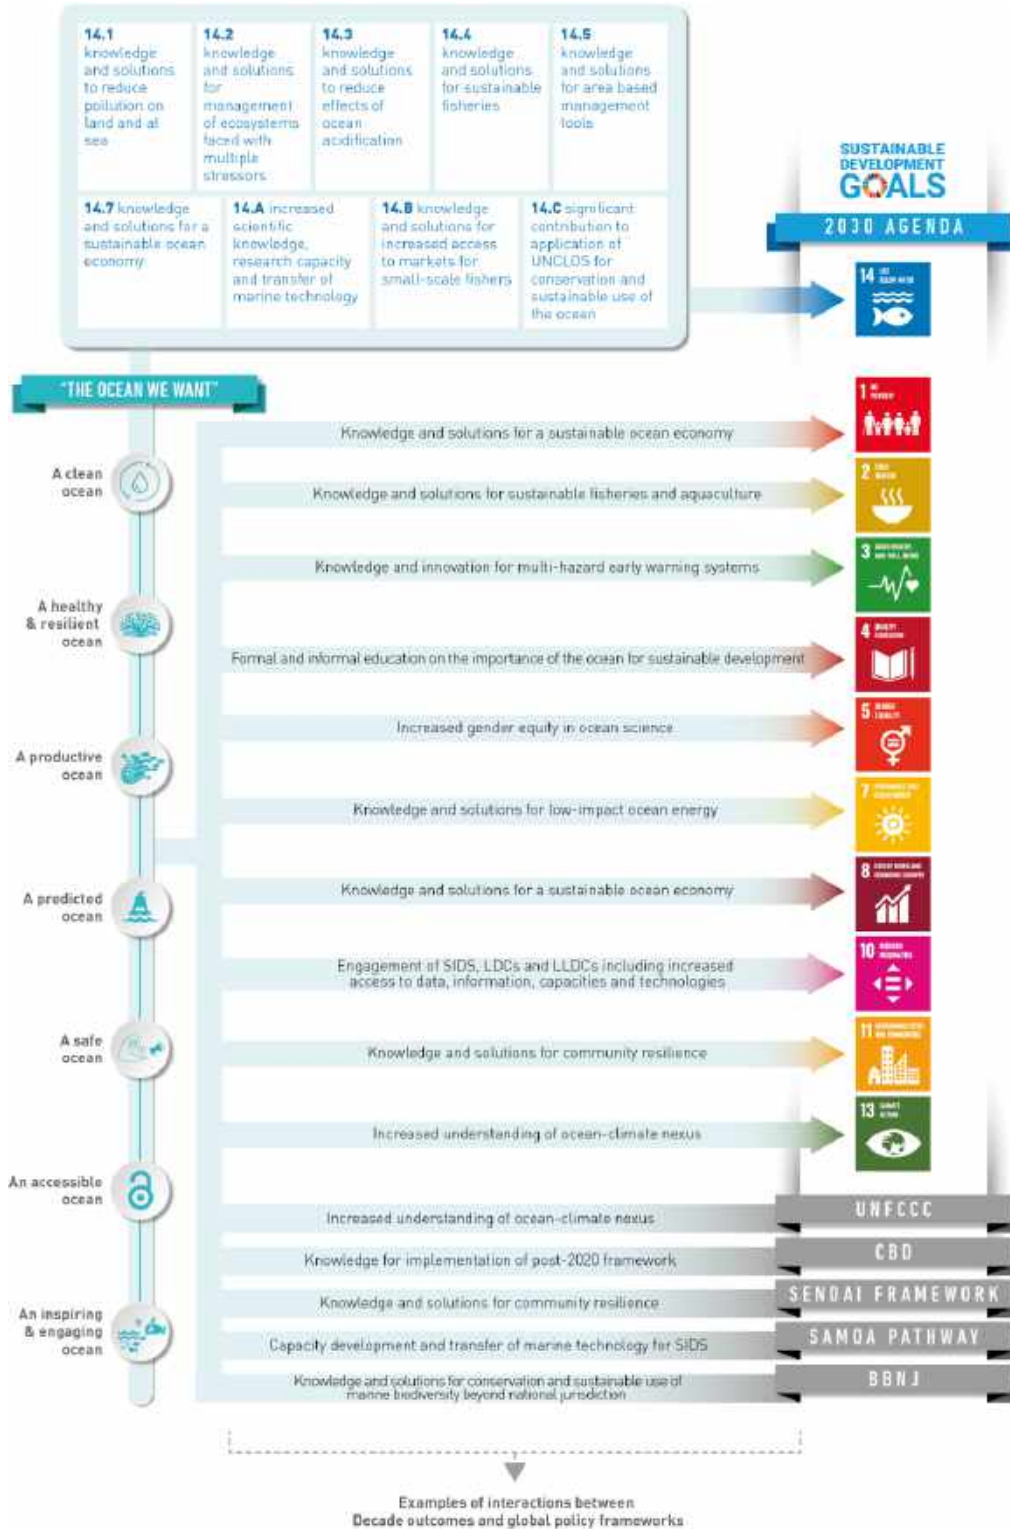 14.1
knowledge
and solutions
to reduce
pollution on
land and at
sea
14.2
knowledge
and solutions
for
management
of ecosystems
faced with
multiple
stressors
14.3
knowledge
and solutions
to reduce
effects of
ocean
acidification
14.4
knowledge
and solutions
for sustainable
fisheries
14.5
knowledge
and solutions
for area based
management
tools
14.7 knowledge
and solutions for a
sustainable ocean
economy
14.A increased
scientific
knowledge,
research capacity
and transfer of
marine technology
14.B knowledge
and solutions for
increased access
to markets for
small-scale fishers
14.C significant
contribution to
application of
UNCLOS for
conservation and
sustainable use of
the ocean
SUSTAINABLE
DEVELOPMENT
GOALS
2030 AGENDA
14
"THE OCEAN WE WANT"
A clean
ocean
A healthy
& resilient
ocean
A productive
ocean
A predicted
ocean
A safe
ocean
An accessible
ocean
An inspiring
& engaging
ocean
Knowledge and solutions for a sustainable ocean economy
1
Knowledge and solutions for sustainable fisheries and aquaculture
2
Knowledge and innovation for multi-hazard early warning systems
3
Formal and informal education on the importance of the ocean for sustainable development
4
Increased gender equity in ocean science
5
Knowledge and solutions for low-impact ocean energy
7
Knowledge and solutions for a sustainable ocean economy
8
Engagement of SIDS, LDCs and LLDCs including increased
access to data, information, capacities and technologies
10
Knowledge and solutions for community resilience
11
Increased understanding of ocean-climate nexus
13
Increased understanding of ocean-climate nexus
UNFCCC
Knowledge for implementation of post-2020 framework
CBD
Knowledge and solutions for community resilience
SENDAI FRAMEWORK
Capacity development and transfer of marine technology for SIDS
SAMOA PATHWAY
Knowledge and solutions for conservation and sustainable use of
marine biodiversity beyond national jurisdiction
BBNJ
Examples of interactions between
Decade outcomes and global policy frameworks